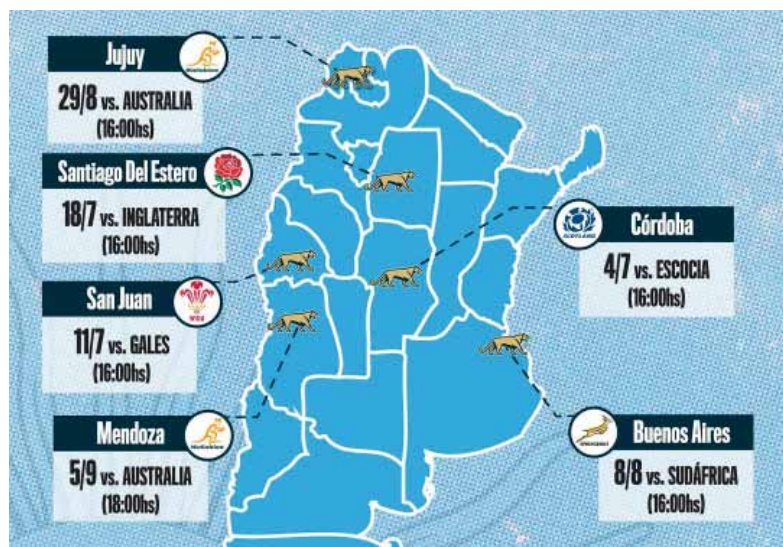 Jujuy
29/8 vs. AUSTRALIA
(16:00hs)
Santiago Del Estero
18/7 vs. INGLATERRA
(16:00hs)
San Juan
11/7 vs. GALES
(16:00hs)
Mendoza
5/9 vs. AUSTRALIA
(18:00hs)
Córdoba
SCOTLAND
4/7 vs. ESCOCIA
(16:00hs)
Buenos Aires
8/8 vs. SUDÁFRICA
(16:00hs)